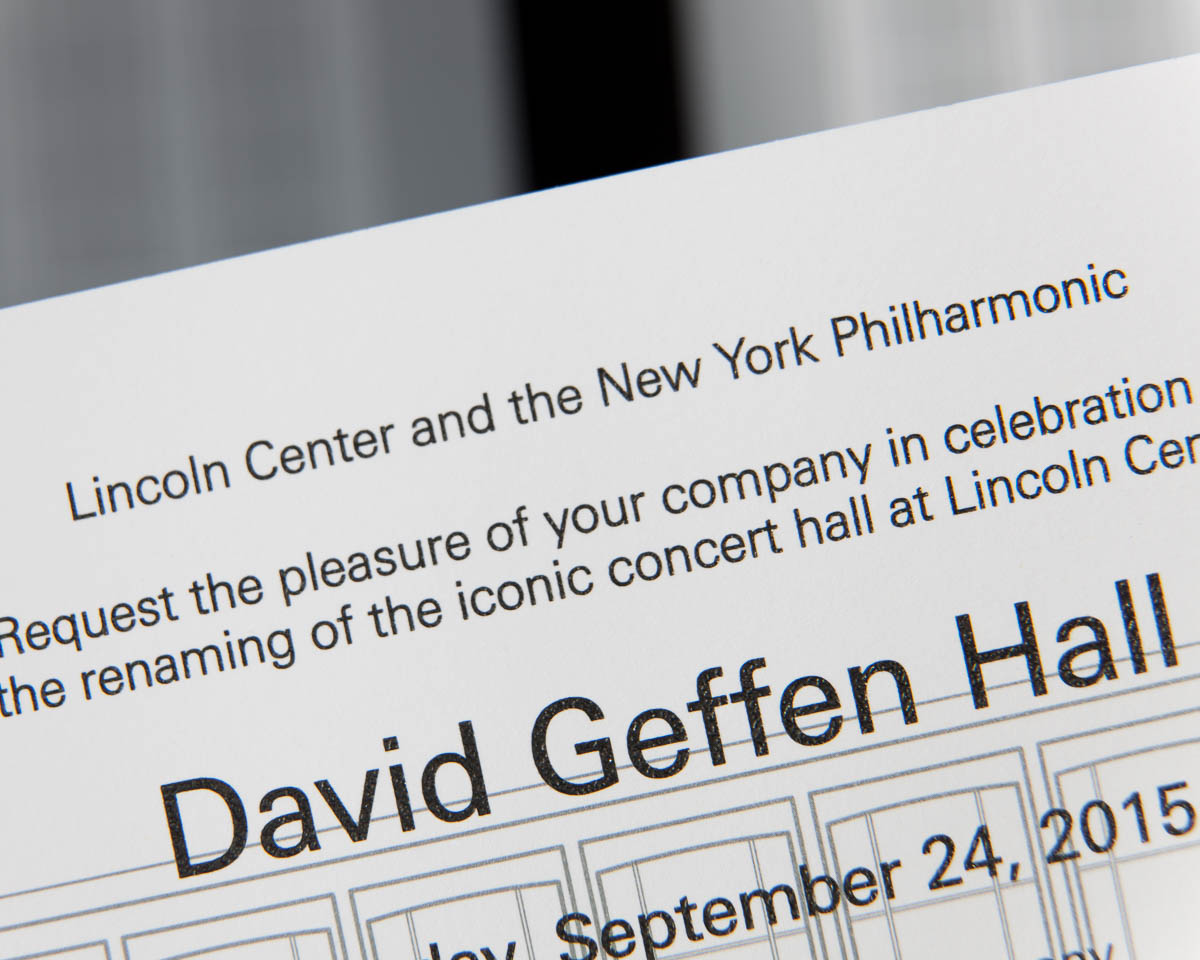 Lincoln Center and the New York Philharmonic
Request the pleasure of your company in celebration
the renaming of the iconic concert hall at Lincoln
David Geffen Hall
September 24, 2015